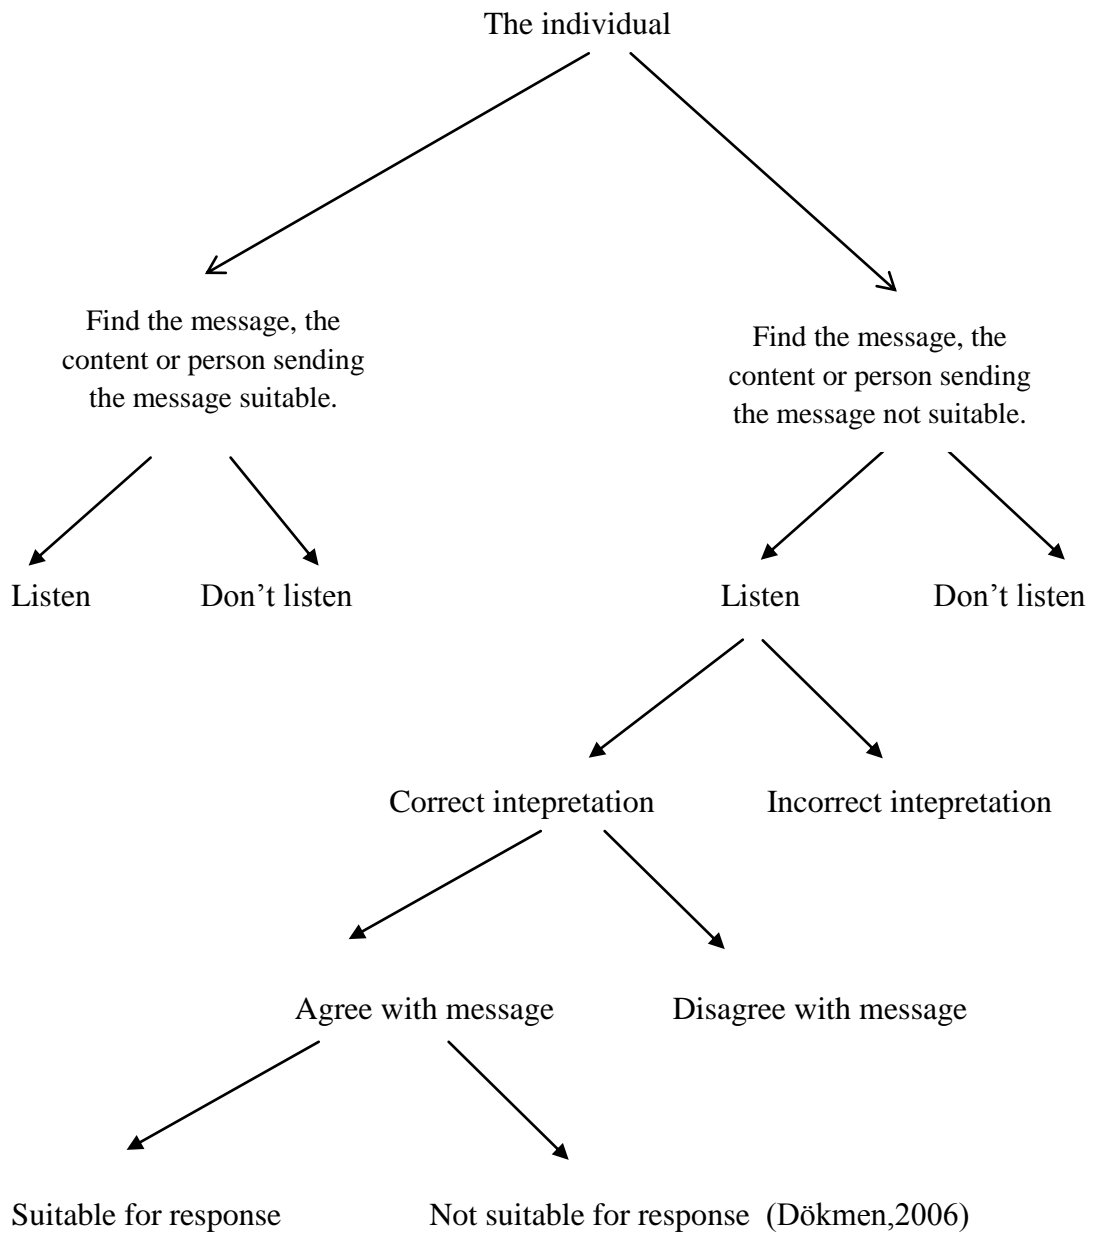 The individual
Find the message, the
content or person sending
the message suitable.
Find the message, the
content or person sending
the message not suitable.
Listen
Don’t listen
Listen
Don’t listen
Correct intepretation
Incorrect intepretation
Agree with message
Disagree with message
Suitable for response
Not suitable for response (Dökmen,2006)